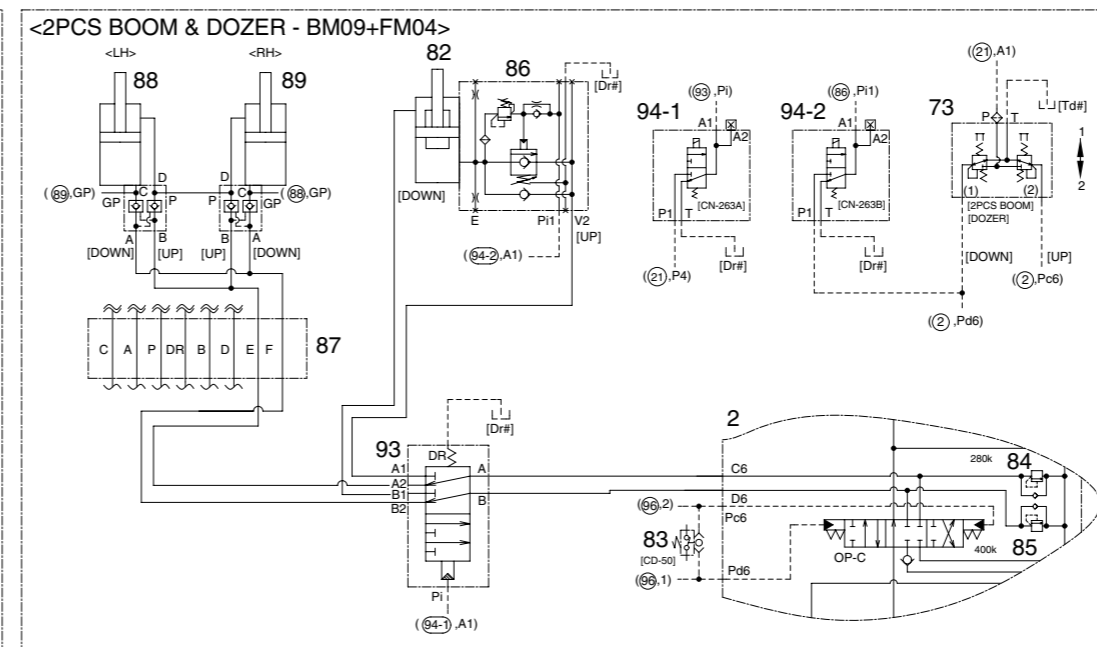 <2PCS BOOM & DOZER - BM09+FM04>
<LH> <RH>
88 89
82
86
[Dr#]
D D
C C
(89,GP) GP P P GP (88,GP)
A B B A
[DOWN] [UP] [UP] [DOWN]
[DOWN]
E Pi1 V2
[UP]
(94-2,A1)
94-1
(93,Pi)
A1
A2
[CN-263A]
P1 T
[Dr#]
(21,P4)
94-2
(86,Pi1)
A1
A2
[CN-263B]
P1 T
[Dr#]
73
(21,A1)
P T
[Td#]
1
2
(1) (2)
[2PCS BOOM]
[DOZER]
[DOWN] [UP]
(2,Pc6)
(2,Pd6)
C A P DR B D E F
87
93
[Dr#]
DR
A1 A
A2
B1 B
B2
Pi
(94-1,A1)
2
280k
84
C6
D6
(96,2)
Pc6
83
[CD-50]
OP-C
400k
85
(96,1)
Pd6